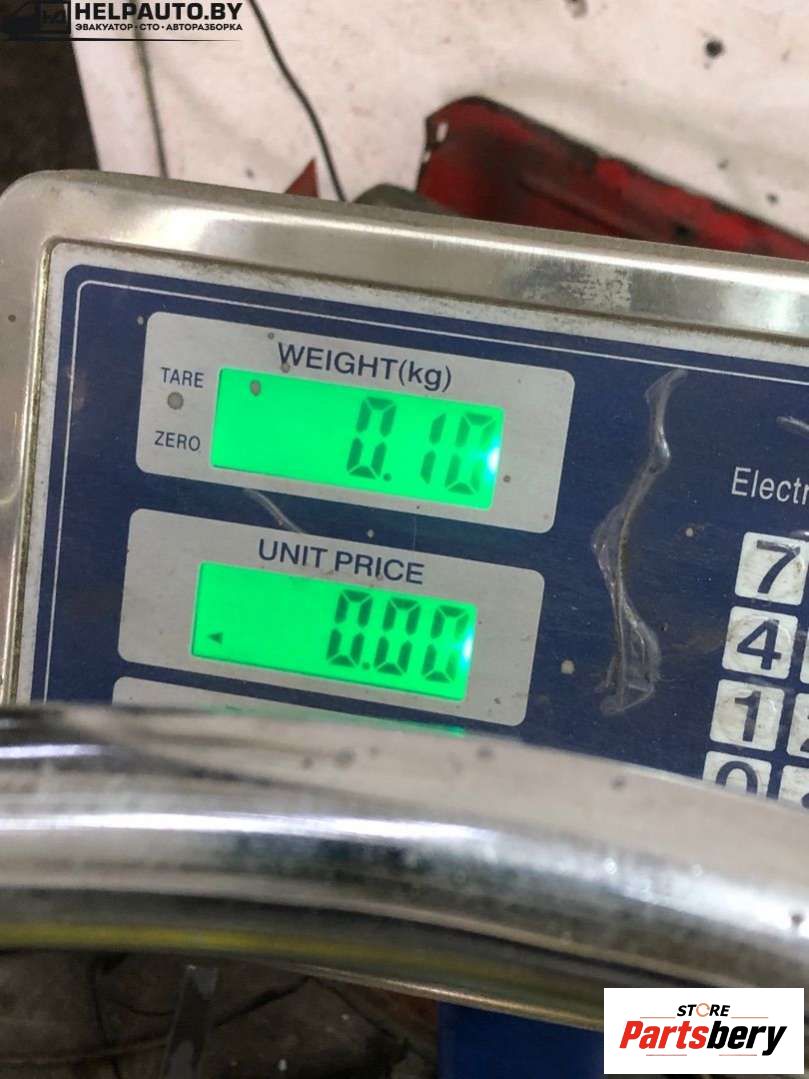 HELPAUTO.BY
ЭВАКУАТОР • СТО • АВТОРАЗБОРКА
WEIGHT(kg)
TARE
0.10
ZERO
Electr
UNIT PRICE
0.00
7
4
1
0
STORE
Partsbery